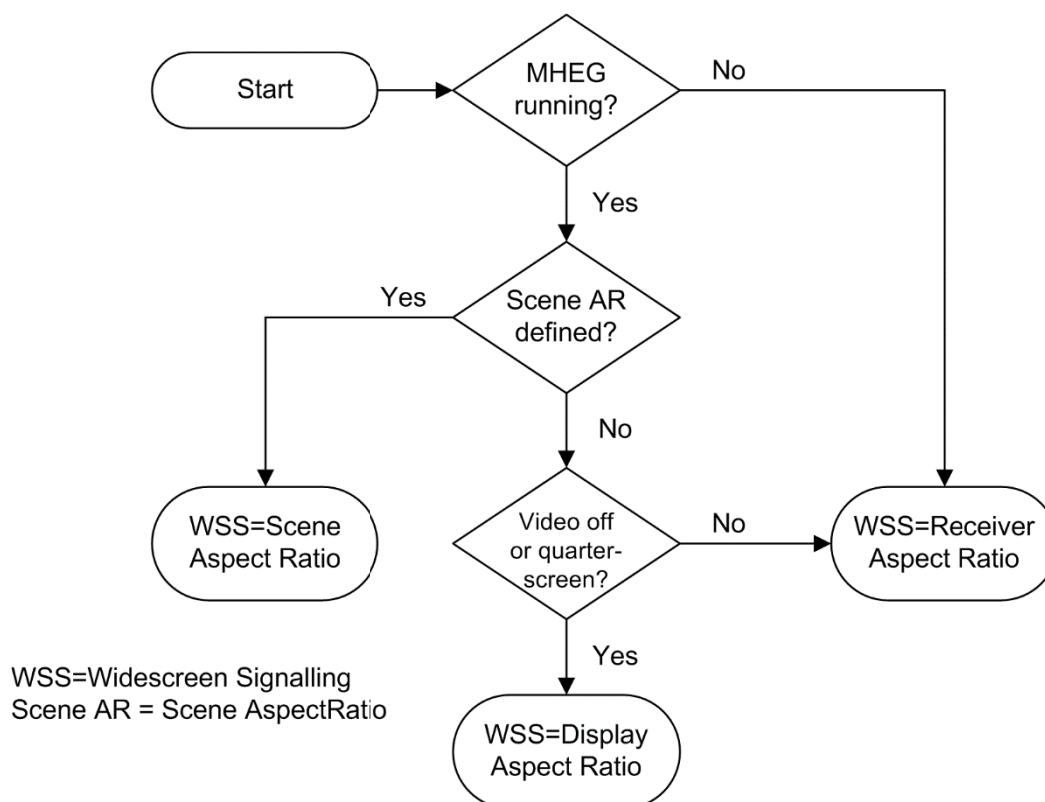 Start
MHEG
running?
No
Yes
Yes
Scene AR
defined?
No
WSS=Scene
Aspect Ratio
Video off
or quarter-
screen?
No
WSS=Receiver
Aspect Ratio
Yes
WSS=Widescreen Signalling
Scene AR = Scene AspectRatio
WSS=Display
Aspect Ratio